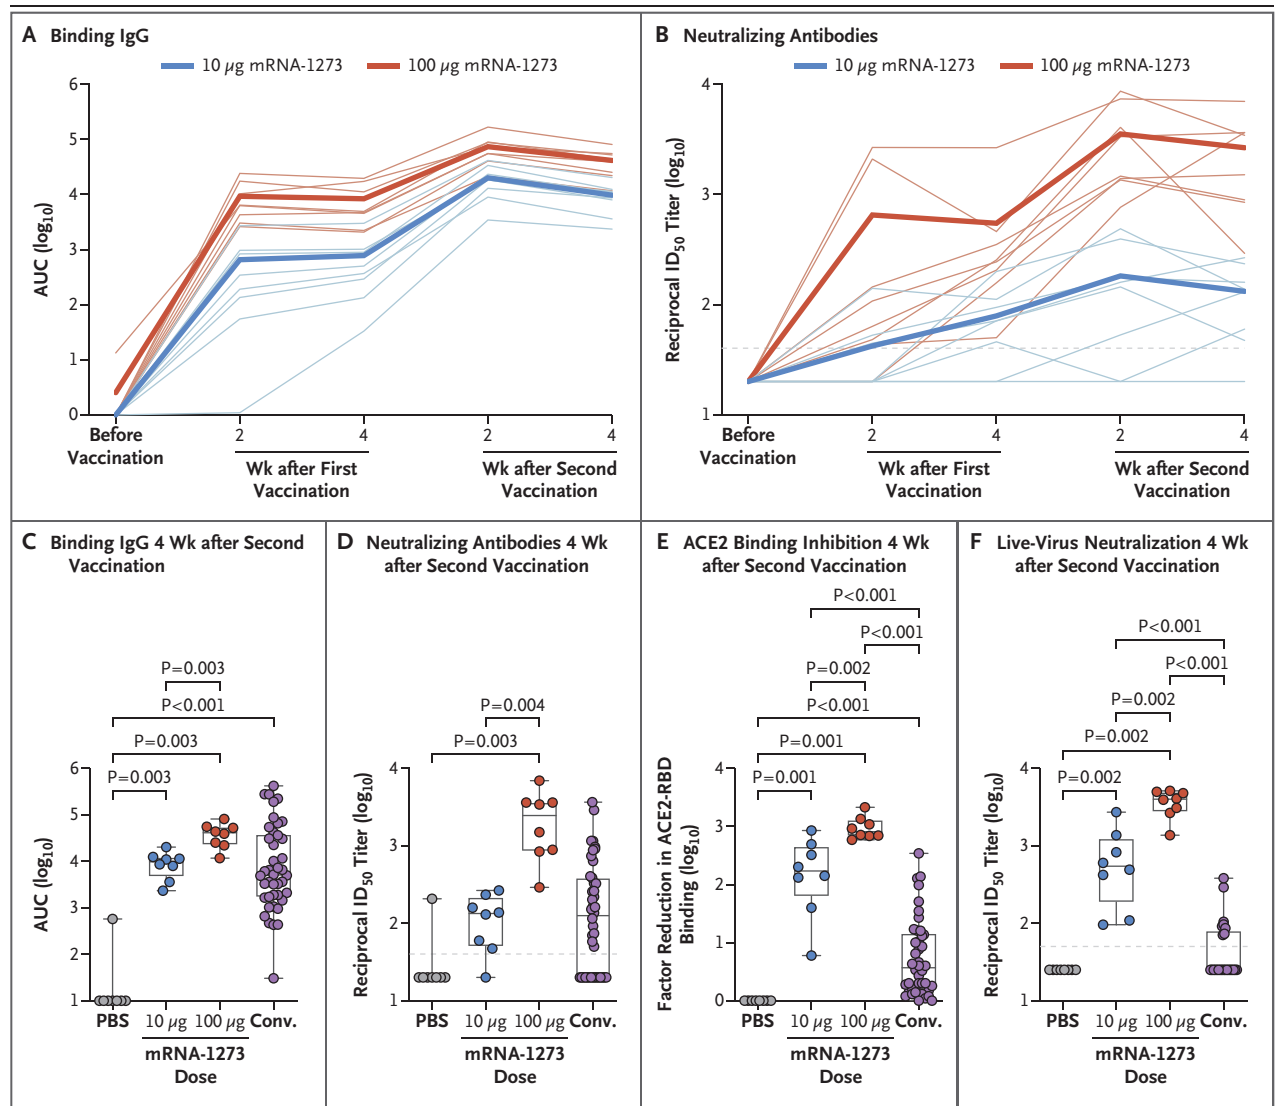 A Binding IgG
10 µg mRNA-1273 100 µg mRNA-1273
AUC (log10)
6
5
4
3
2
1
0
Before Vaccination
2 4 2 4
Wk after First Vaccination
Wk after Second Vaccination
B Neutralizing Antibodies
10 µg mRNA-1273 100 µg mRNA-1273
Reciprocal ID50 Titer (log10)
4
3
2
1
Before Vaccination
2 4 2 4
Wk after First Vaccination
Wk after Second Vaccination
C Binding IgG 4 Wk after Second
Vaccination
P=0.003
P<0.001
P=0.003
P=0.003
AUC (log10)
6
5
4
3
2
1
PBS 10 µg 100 µg Conv.
mRNA-1273
Dose
D Neutralizing Antibodies 4 Wk
after Second Vaccination
P=0.004
P=0.003
Reciprocal ID50 Titer (log10)
4
3
2
1
PBS 10 µg 100 µg Conv.
mRNA-1273
Dose
E ACE2 Binding Inhibition 4 Wk
after Second Vaccination
P<0.001
P<0.001
P=0.002
P<0.001
P=0.001
P=0.001
Factor Reduction in ACE2-RBD
Binding (log10)
4
3
2
1
0
PBS 10 µg 100 µg Conv.
mRNA-1273
Dose
F Live-Virus Neutralization 4 Wk
after Second Vaccination
P<0.001
P<0.001
P=0.002
P=0.002
P=0.002
Reciprocal ID50 Titer (log10)
4
3
2
1
PBS 10 µg 100 µg Conv.
mRNA-1273
Dose